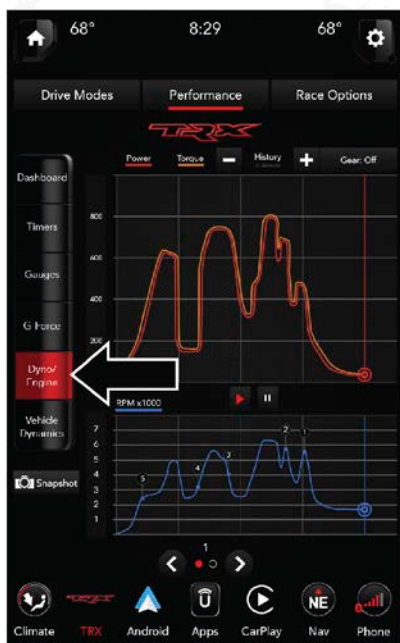 68° 8:29 68°
Drive Modes Performance Race Options
TRX
Power Torque − History + Gear: Off
Dashboard
Timers
Gauges
G-Force
Dyno/
Engine
Vehicle
Dynamics
Snapshot
800
600
400
200
RPM x1000
7
6
5
4
3
2
1
5 4 3 2 1
1
NE
0
Climate TRX Android Apps CarPlay Nav Phone